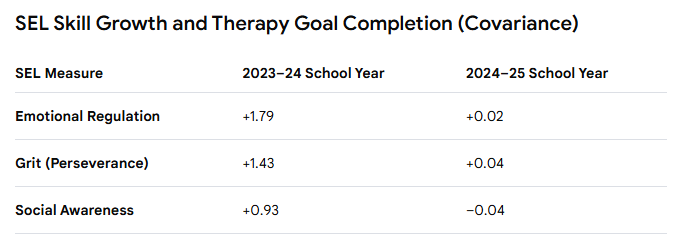 SEL Skill Growth and Therapy Goal Completion (Covariance)
SEL Measure 2023–24 School Year 2024–25 School Year
Emotional Regulation +1.79 +0.02
Grit (Perseverance) +1.43 +0.04
Social Awareness +0.93 −0.04